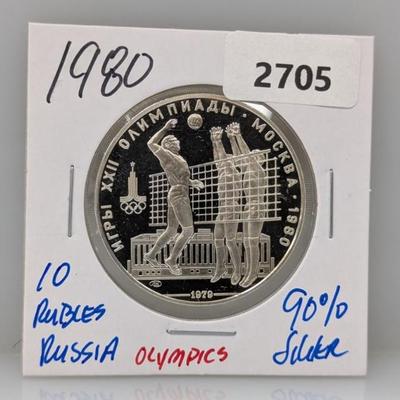 1980
2705
ИГРЫ XXII ОЛИМПИАДЫ • МОСКВА • 1980
1979
10
RUBLES
RUSSIA
OLYMPICS
90%
Silver